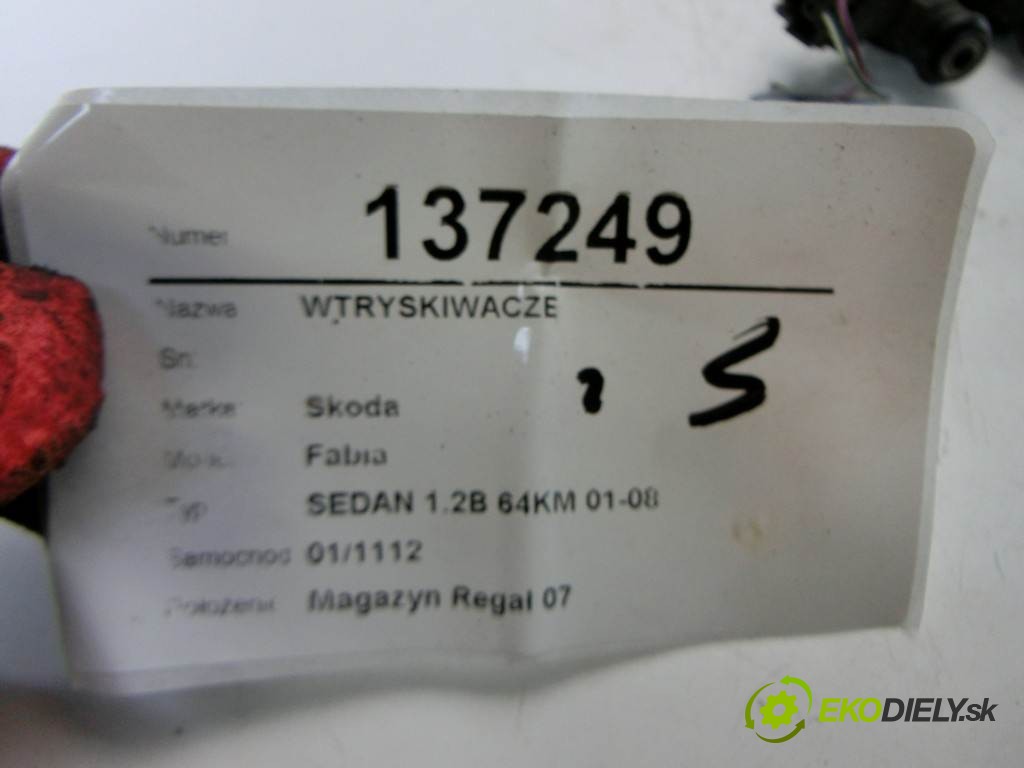 Numer 137249
Nazwa WTRYSKIWACZE
Sn:
Marka: Skoda
Model: Fabia
Typ SEDAN 1.2B 64KM 01-08
Samochod 01/1112
Położenie Magazyn Regał 07
S
EKODIELY.sk